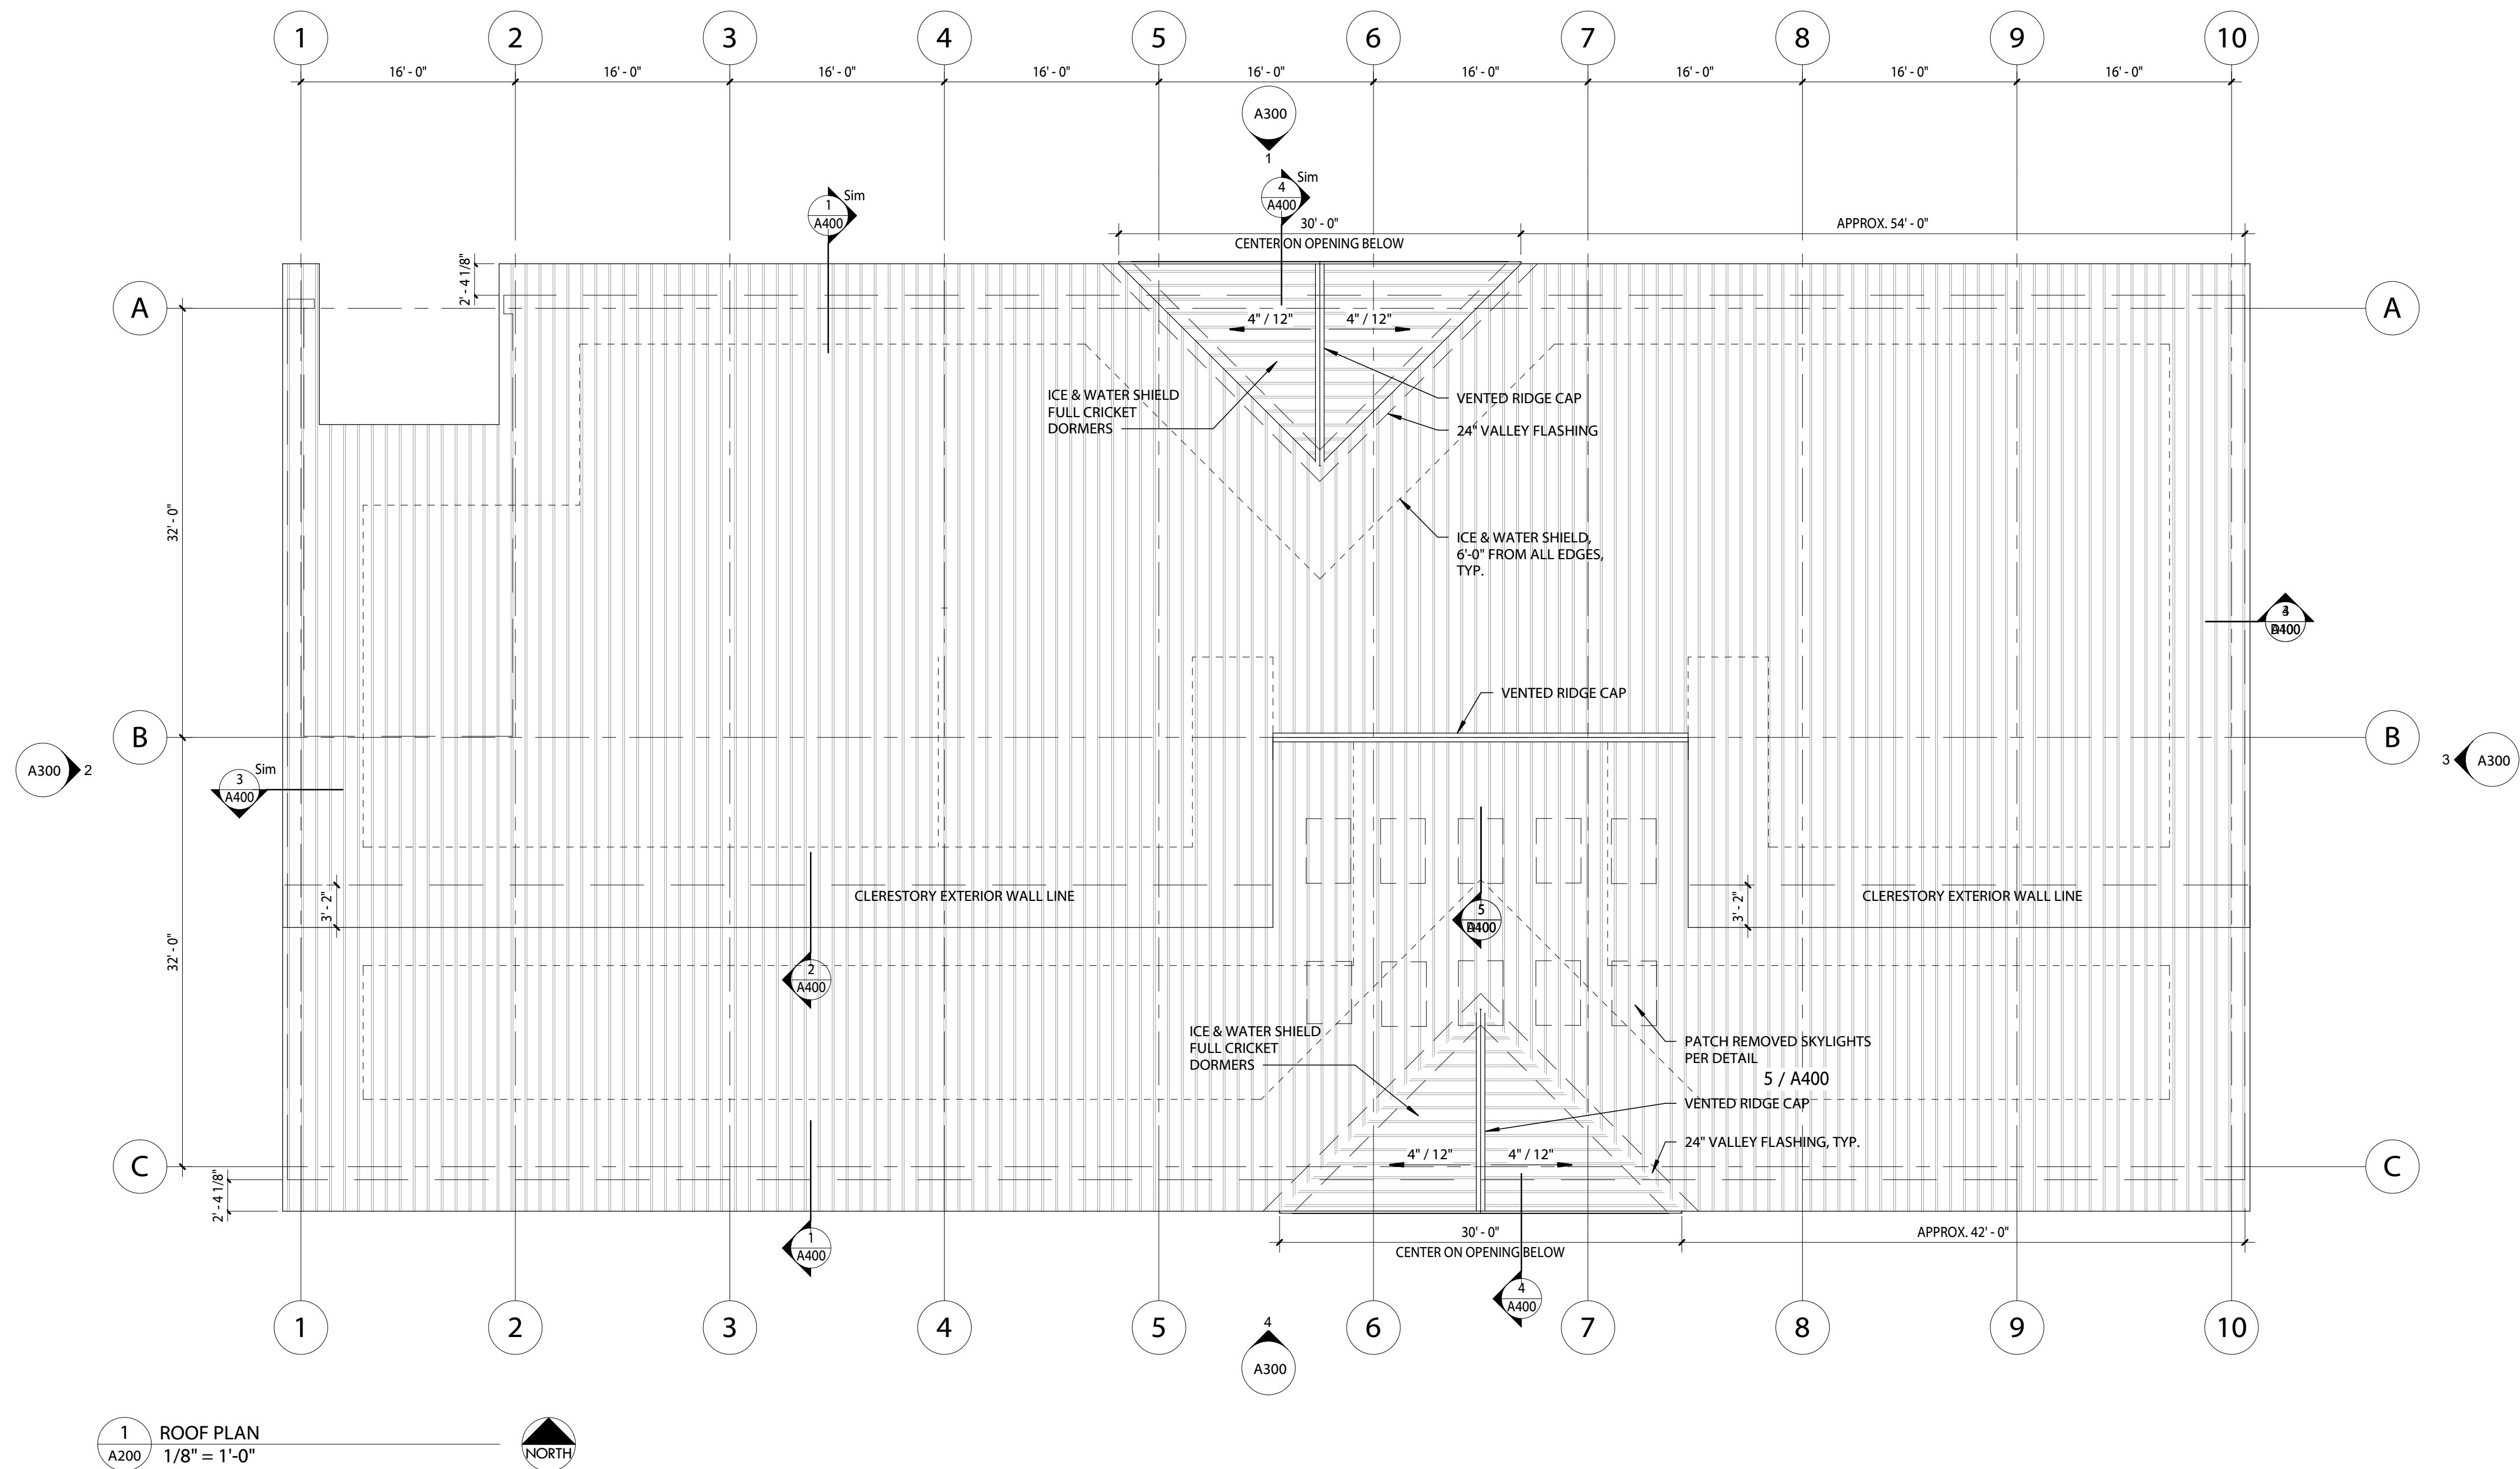 1 2 3 4 5 6 7 8 9 10
16' - 0" 16' - 0" 16' - 0" 16' - 0" 16' - 0" 16' - 0" 16' - 0" 16' - 0" 16' - 0"
A300
1
1
A400
Sim
4
A400
Sim
30' - 0"
CENTER ON OPENING BELOW
APPROX. 54' - 0"
2' - 4 1/8"
A
A
4" / 12"
4" / 12"
ICE & WATER SHIELD
FULL CRICKET
DORMERS
VENTED RIDGE CAP
24" VALLEY FLASHING
32' - 0"
ICE & WATER SHIELD,
6'-0" FROM ALL EDGES,
TYP.
VENTED RIDGE CAP
B
B
A300
2
3
A400
Sim
3
A300
3' - 2"
CLERESTORY EXTERIOR WALL LINE
3' - 2"
CLERESTORY EXTERIOR WALL LINE
5
32' - 0"
2
A400
ICE & WATER SHIELD
FULL CRICKET
DORMERS
PATCH REMOVED SKYLIGHTS
PER DETAIL
5 / A400
VENTED RIDGE CAP
24" VALLEY FLASHING, TYP.
4" / 12"
4" / 12"
C
C
2' - 4 1/8"
1
A400
30' - 0"
CENTER ON OPENING BELOW
APPROX. 42' - 0"
4
A400
1 2 3 4 5 6 7 8 9 10
4
A300
1
A200
ROOF PLAN
1/8" = 1'-0"
NORTH